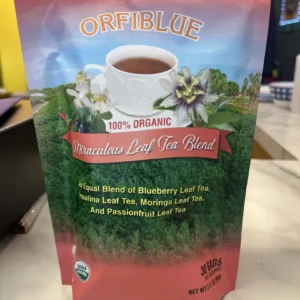 ORFIBLUE
100% ORGANIC
Miraculous Leaf Tea Blend
An Equal Blend of Blueberry Leaf Tea,
Leaf Tea, Moringa Leaf Tea,
And Passionfruit Leaf Tea
30 BAGS
NET WT.